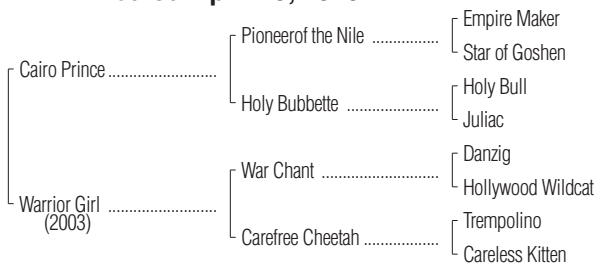 Empire Maker
Pioneerof the Nile ..................
Star of Goshen
Cairo Prince .............................
Holy Bull
Holy Bubbette .........................
Juliac
Danzig
War Chant ................................
Hollywood Wildcat
Warrior Girl .............................
(2003)
Trempolino
Carefree Cheetah ....................
Careless Kitten